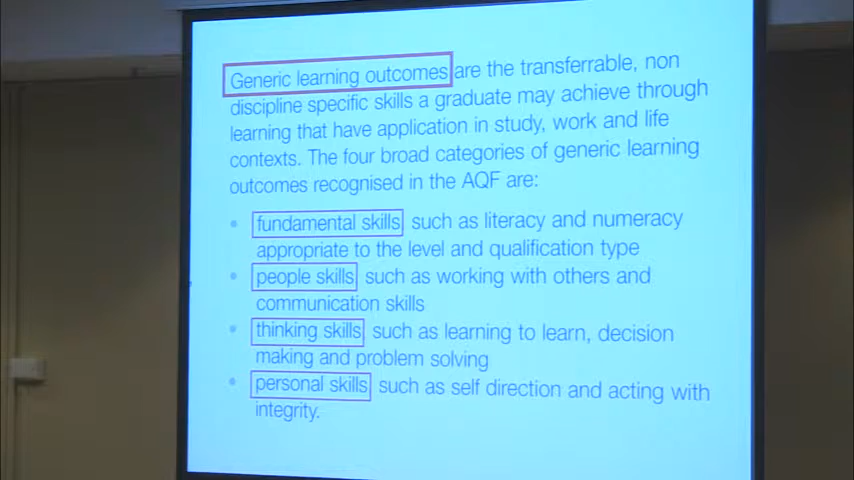 Generic learning outcomes are the transferrable, non
discipline specific skills a graduate may achieve through
learning that have application in study, work and life
contexts. The four broad categories of generic learning
outcomes recognised in the AQF are:
• fundamental skills such as literacy and numeracy
appropriate to the level and qualification type
• people skills such as working with others and
communication skills
• thinking skills such as learning to learn, decision
making and problem solving
• personal skills such as self direction and acting with
integrity.